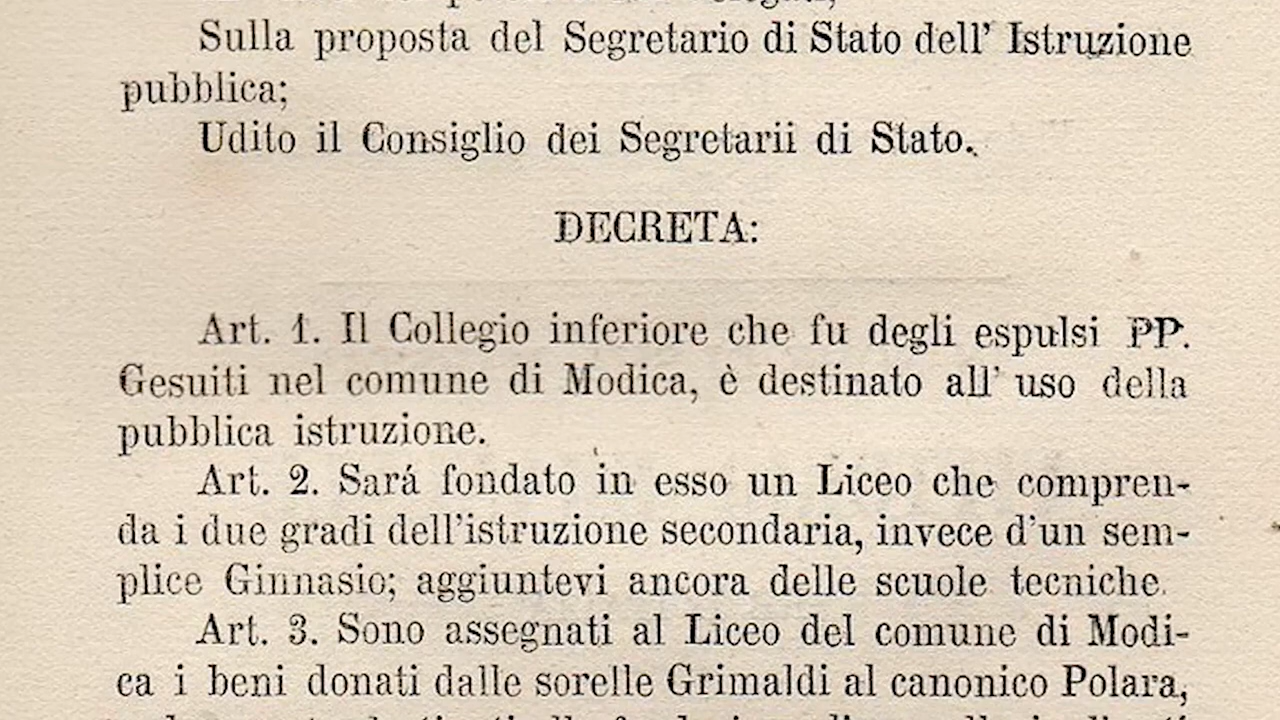 Sulla proposta del Segretario di Stato dell' Istruzione
pubblica;
Udito il Consiglio dei Segretarii di Stato.
DECRETA:
Art. 1. Il Collegio inferiore che fu degli espulsi PP.
Gesuiti nel comune di Modica, è destinato all' uso della
pubblica istruzione.
Art. 2. Sará fondato in esso un Liceo che compren-
da i due gradi dell'istruzione secondaria, invece d'un sem-
plice Ginnasio; aggiuntevi ancora delle scuole tecniche.
Art. 3. Sono assegnati al Liceo del comune di Modi-
ca i beni donati dalle sorelle Grimaldi al canonico Polara,